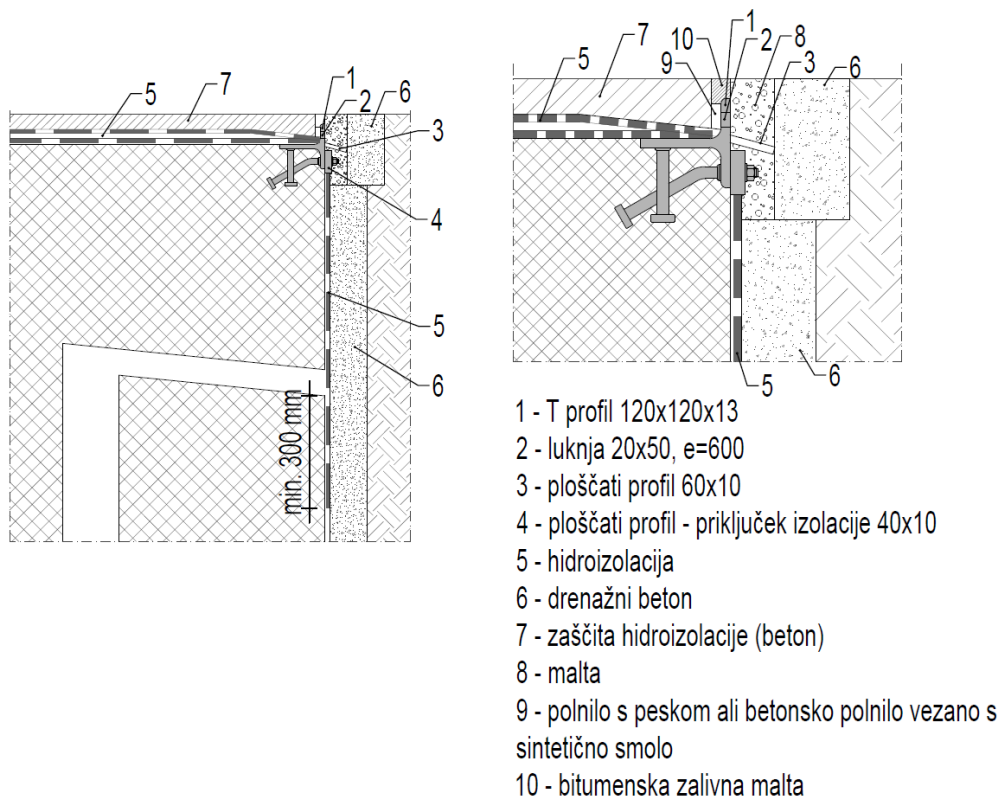 5
7
1
2
6
3
4
5
6
min. 300 mm
5
7
9
10
1
2
8
3
6
5
6
1 - T profil 120x120x13
2 - luknja 20x50, e=600
3 - ploščati profil 60x10
4 - ploščati profil - priključek izolacije 40x10
5 - hidroizolacija
6 - drenažni beton
7 - zaščita hidroizolacije (beton)
8 - malta
9 - polnilo s peskom ali betonsko polnilo vezano s
sintetično smolo
10 - bitumenska zalivna malta